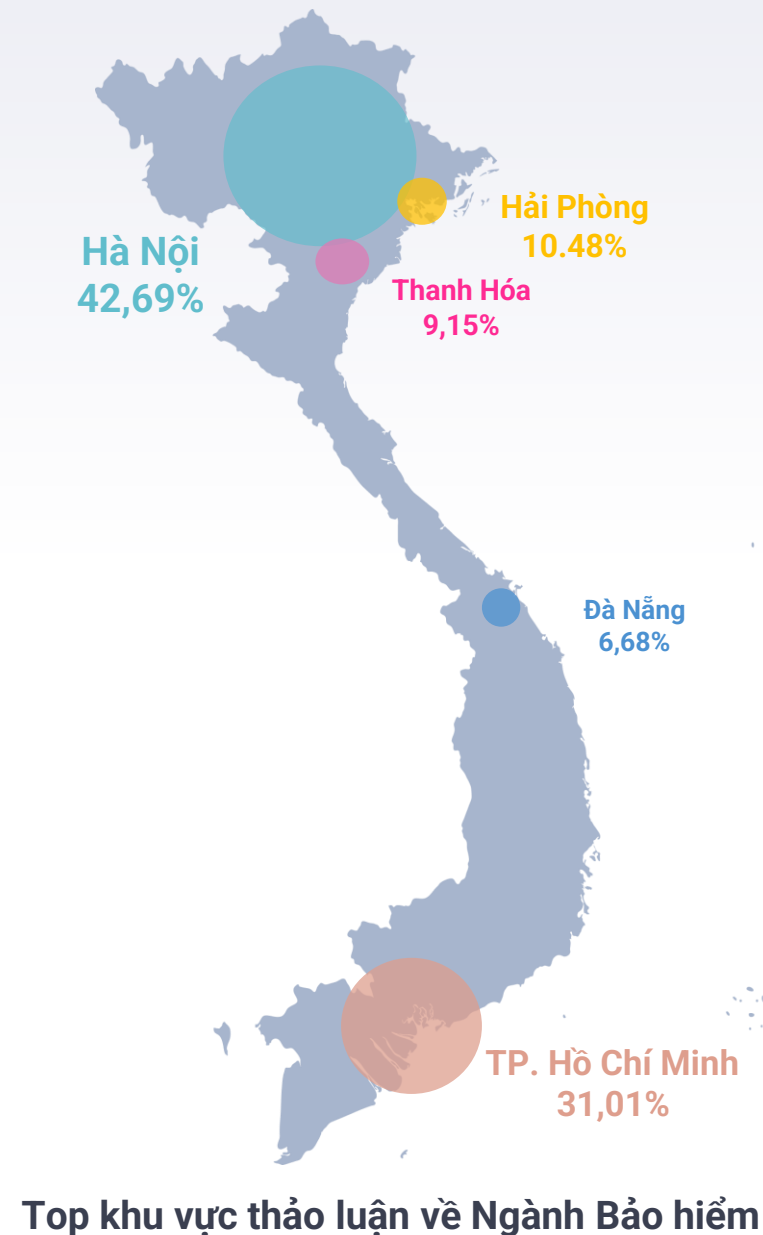 Hải Phòng
10.48%
Hà Nội
42,69%
Thanh Hóa
9,15%
Đà Nẵng
6,68%
TP. Hồ Chí Minh
31,01%
Top khu vực thảo luận về Ngành Bảo hiểm